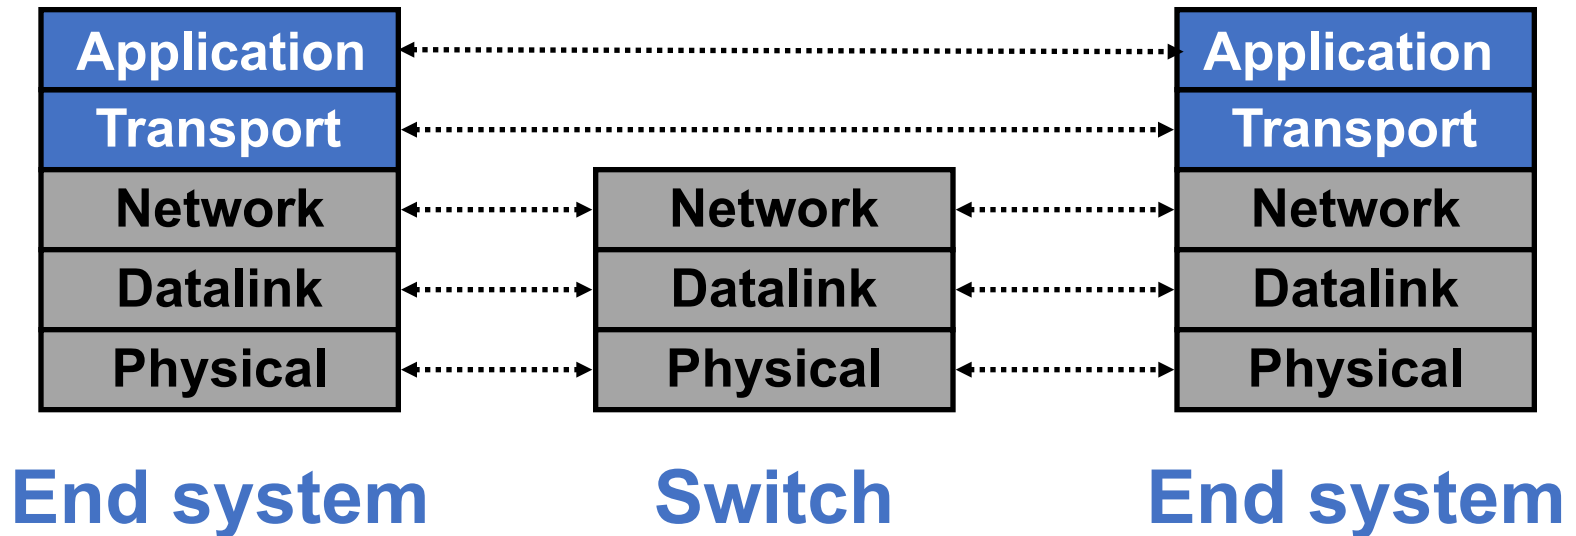 Application
Transport
Network
Datalink
Physical
End system
Network
Datalink
Physical
Switch
Application
Transport
Network
Datalink
Physical
End system